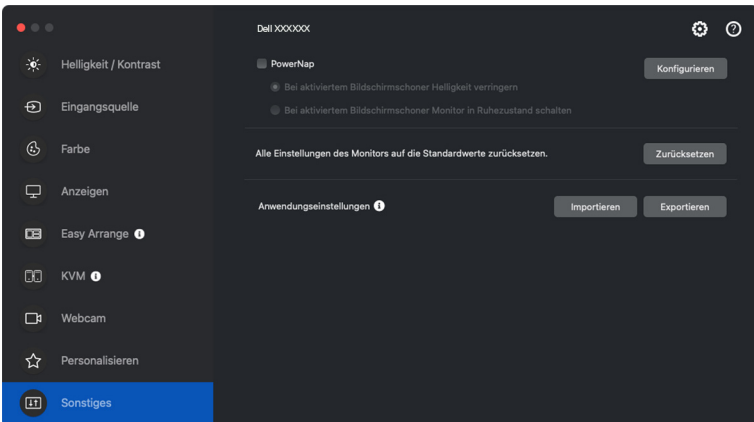 Dell XXXXXX
Helligkeit / Kontrast
Eingangsquelle
Farbe
Anzeigen
Easy Arrange
KVM
Webcam
Personalisieren
Sonstiges
PowerNap
Konfigurieren
Bei aktiviertem Bildschirmschoner Helligkeit verringern
Bei aktiviertem Bildschirmschoner Monitor in Ruhezustand schalten
Alle Einstellungen des Monitors auf die Standardwerte zurücksetzen.
Zurücksetzen
Anwendungseinstellungen
Importieren
Exportieren